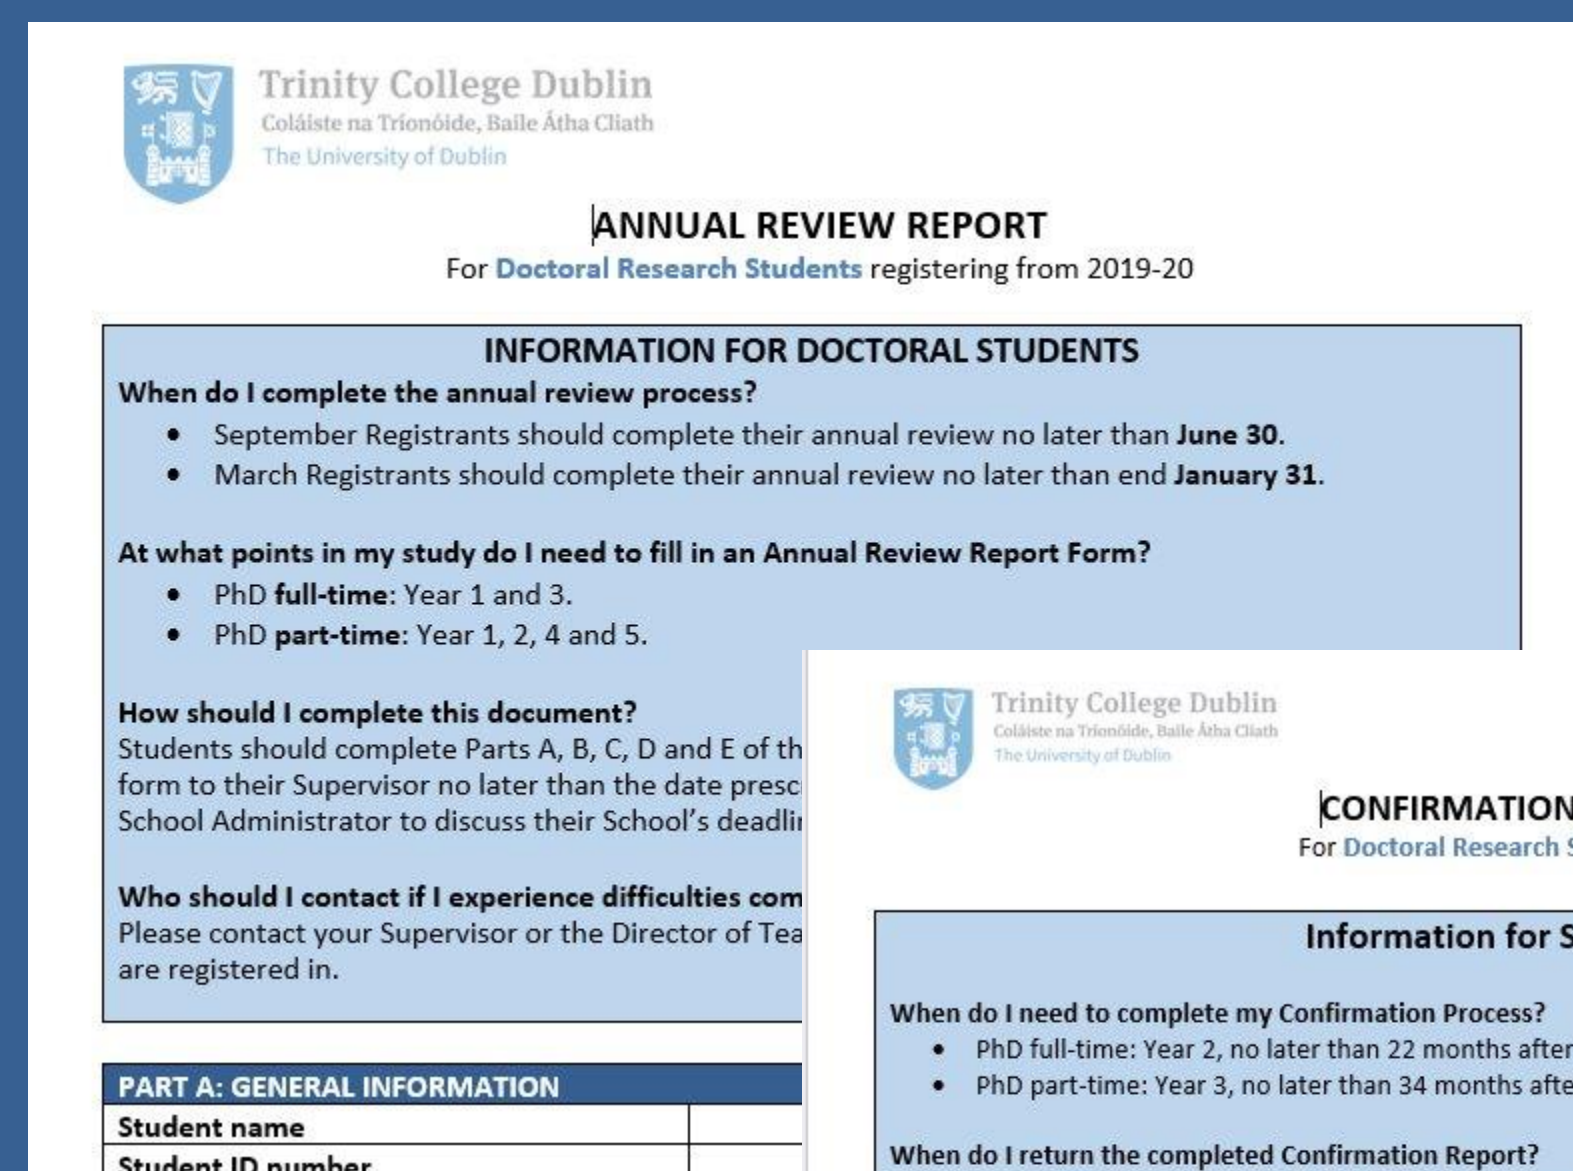 Trinity College Dublin
Coláiste na Tríonóide, Baile Átha Cliath
The University of Dublin
ANNUAL REVIEW REPORT
For Doctoral Research Students registering from 2019-20
INFORMATION FOR DOCTORAL STUDENTS
When do I complete the annual review process?
• September Registrants should complete their annual review no later than June 30.
• March Registrants should complete their annual review no later than end January 31.
At what points in my study do I need to fill in an Annual Review Report Form?
• PhD full-time: Year 1 and 3.
• PhD part-time: Year 1, 2, 4 and 5.
How should I complete this document?
Students should complete Parts A, B, C, D and E of th
form to their Supervisor no later than the date presc
School Administrator to discuss their School's deadli
Who should I contact if I experience difficulties com
Please contact your Supervisor or the Director of Tea
are registered in.
PART A: GENERAL INFORMATION
Student name
Student ID number
Trinity College Dublin
Coláiste na Tríonóide, Baile Átha Cliath
The University of Dublin
CONFIRMATION
For Doctoral Research S
Information for S
When do I need to complete my Confirmation Process?
• PhD full-time: Year 2, no later than 22 months after
• PhD part-time: Year 3, no later than 34 months afte
When do I return the completed Confirmation Report?